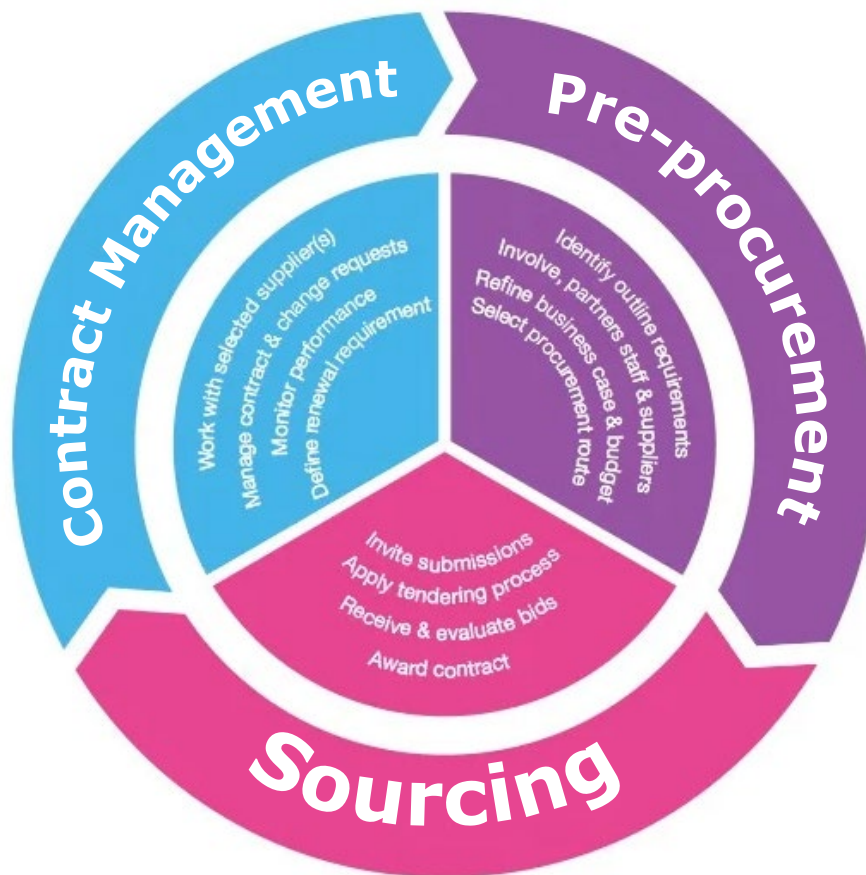 Pre-procurement
Identify outline requirements
Involve, partners staff & suppliers
Refine business case & budget
Select procurement route
Sourcing
Invite submissions
Apply tendering process
Receive & evaluate bids
Award contract
Contract Management
Work with selected supplier(s)
Manage contract & change requests
Monitor performance
Define renewal requirement